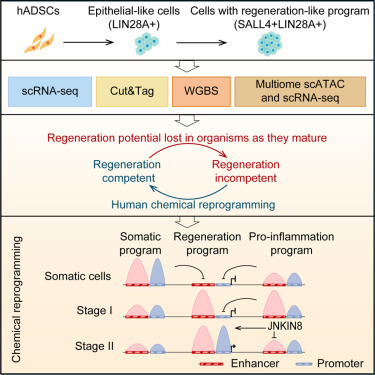 hADSCs
Epithelial-like cells
(LIN28A+)
Cells with regeneration-like program
(SALL4+LIN28A+)
scRNA-seq
Cut&Tag
WGBS
Multiome scATAC
and scRNA-seq
Regeneration potential lost in organisms as they mature
Regeneration
competent
Regeneration
incompetent
Human chemical reprogramming
Chemical reprogramming
Somatic
program
Regeneration
program
Pro-inflammation
program
Somatic cells
Stage I
JNKIN8
Stage II
Enhancer
Promoter